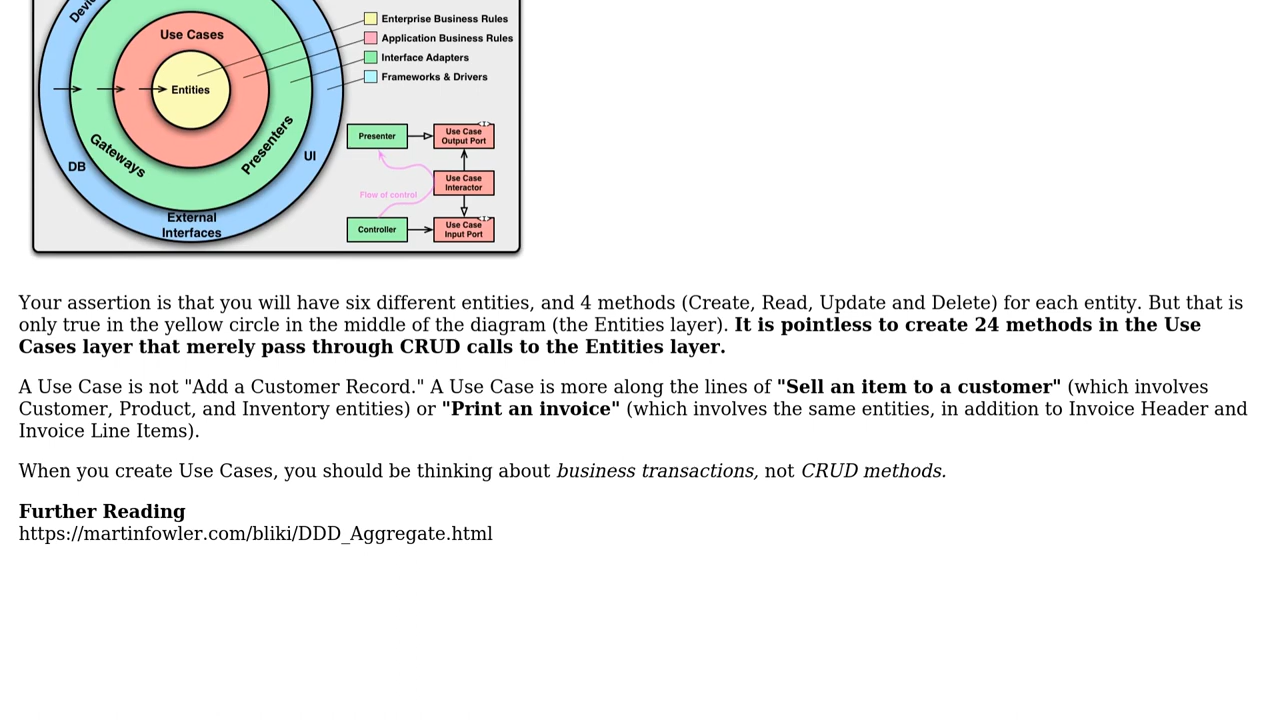 Enterprise Business Rules
Application Business Rules
Interface Adapters
Frameworks & Drivers
Use Cases
Entities
Gateways
Presenters
DB
UI
External
Interfaces
Presenter
Use Case
Output Port
Use Case
Interactor
Flow of control
Controller
Use Case
Input Port
Your assertion is that you will have six different entities, and 4 methods (Create, Read, Update and Delete) for each entity. But that is
only true in the yellow circle in the middle of the diagram (the Entities layer). It is pointless to create 24 methods in the Use
Cases layer that merely pass through CRUD calls to the Entities layer.
A Use Case is not "Add a Customer Record." A Use Case is more along the lines of "Sell an item to a customer" (which involves
Customer, Product, and Inventory entities) or "Print an invoice" (which involves the same entities, in addition to Invoice Header and
Invoice Line Items).
When you create Use Cases, you should be thinking about business transactions, not CRUD methods.
Further Reading
https://martinfowler.com/bliki/DDD_Aggregate.html